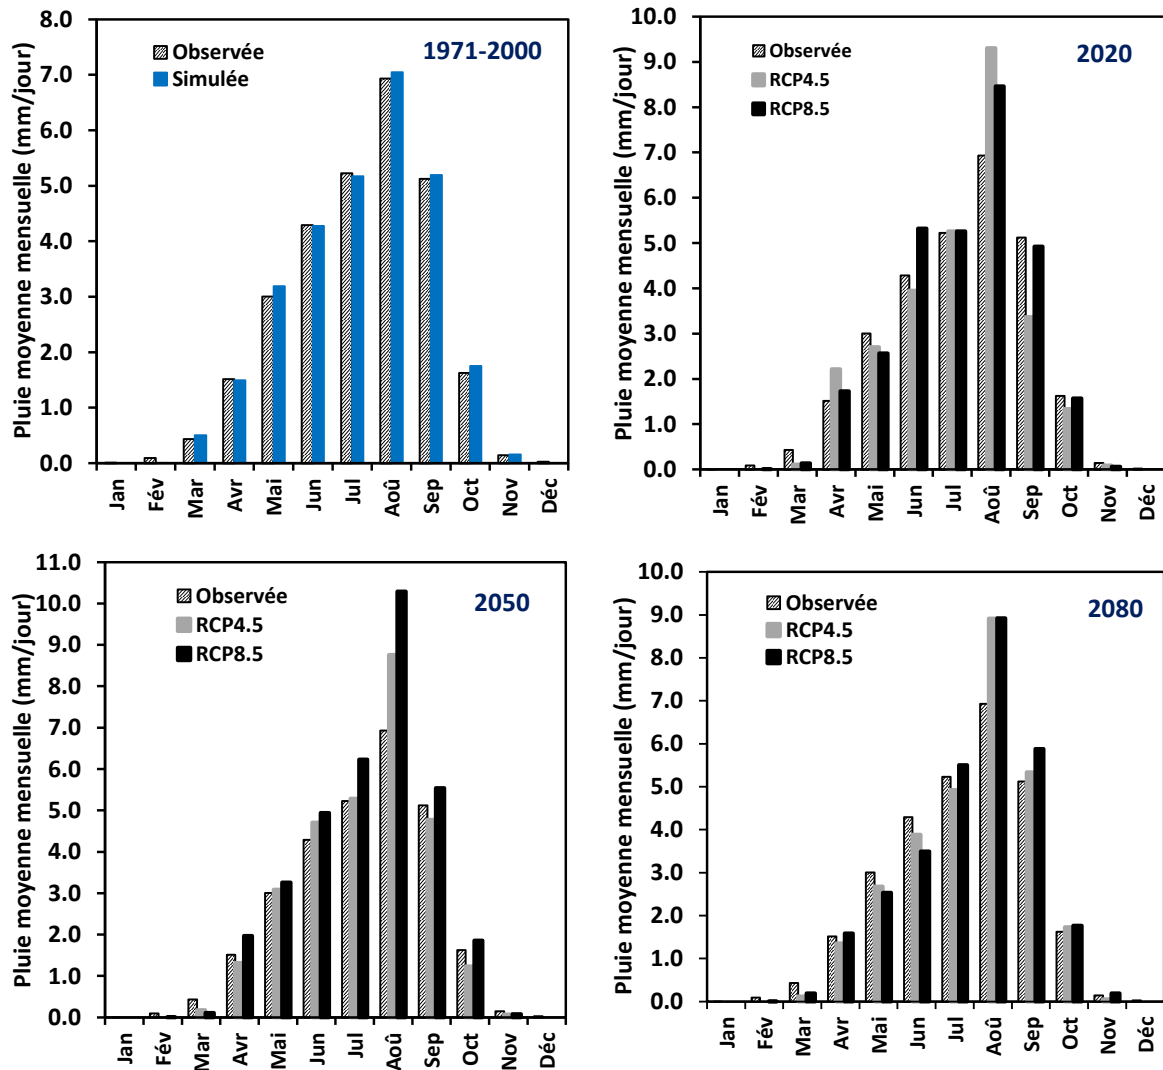 Pluie moyenne mensuelle (mm/jour)
8.0
7.0
6.0
5.0
4.0
3.0
2.0
1.0
0.0
Observée
Simulée
1971-2000
Jan Fév Mar Avr Mai Jun Jul Aoû Sep Oct Nov Déc
Pluie moyenne mensuelle (mm/jour)
10.0
9.0
8.0
7.0
6.0
5.0
4.0
3.0
2.0
1.0
0.0
Observée
RCP4.5
RCP8.5
2020
Jan Fév Mar Avr Mai Jun Jul Aoû Sep Oct Nov Déc
Pluie moyenne mensuelle (mm/jour)
11.0
10.0
9.0
8.0
7.0
6.0
5.0
4.0
3.0
2.0
1.0
0.0
Observée
RCP4.5
RCP8.5
2050
Jan Fév Mar Avr Mai Jun Jul Aoû Sep Oct Nov Déc
Pluie moyenne mensuelle (mm/jour)
10.0
9.0
8.0
7.0
6.0
5.0
4.0
3.0
2.0
1.0
0.0
Observée
RCP4.5
RCP8.5
2080
Jan Fév Mar Avr Mai Jun Jul Aoû Sep Oct Nov Déc